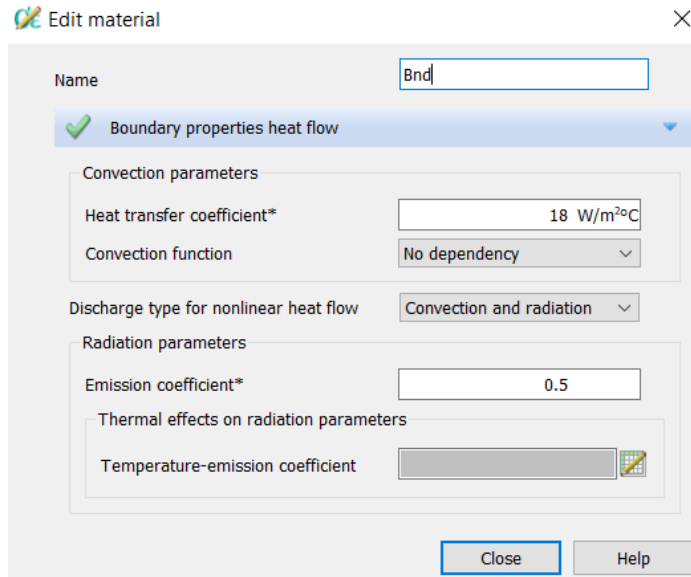 Edit material
Name Bnd
Boundary properties heat flow
Convection parameters
Heat transfer coefficient* 18 W/m²°C
Convection function No dependency
Discharge type for nonlinear heat flow Convection and radiation
Radiation parameters
Emission coefficient* 0.5
Thermal effects on radiation parameters
Temperature-emission coefficient
Close Help